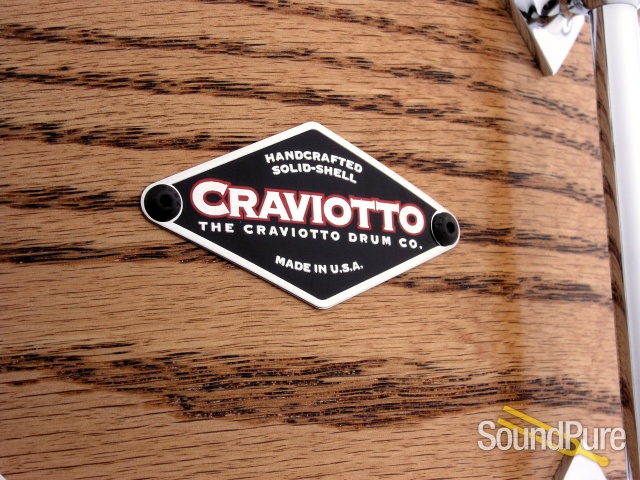 HANDCRAFTED
SOLID-SHELL
CRAVIOTTO
THE CRAVIOTTO DRUM CO.
MADE IN U.S.A.
SoundPure